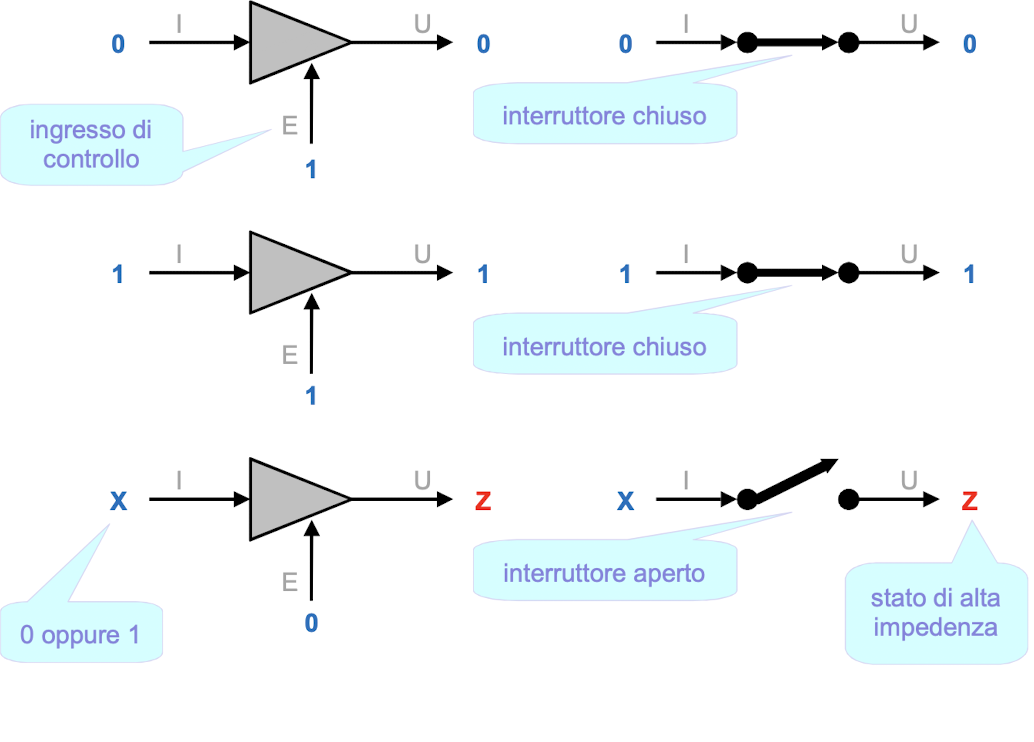 I U I U
0 0 0 0
interruttore chiuso
ingresso di
controllo
E
1
I U I U
1 1 1 1
interruttore chiuso
E
1
I U I U
X Z X Z
interruttore aperto
E
stato di alta
impedenza
0 oppure 1
0